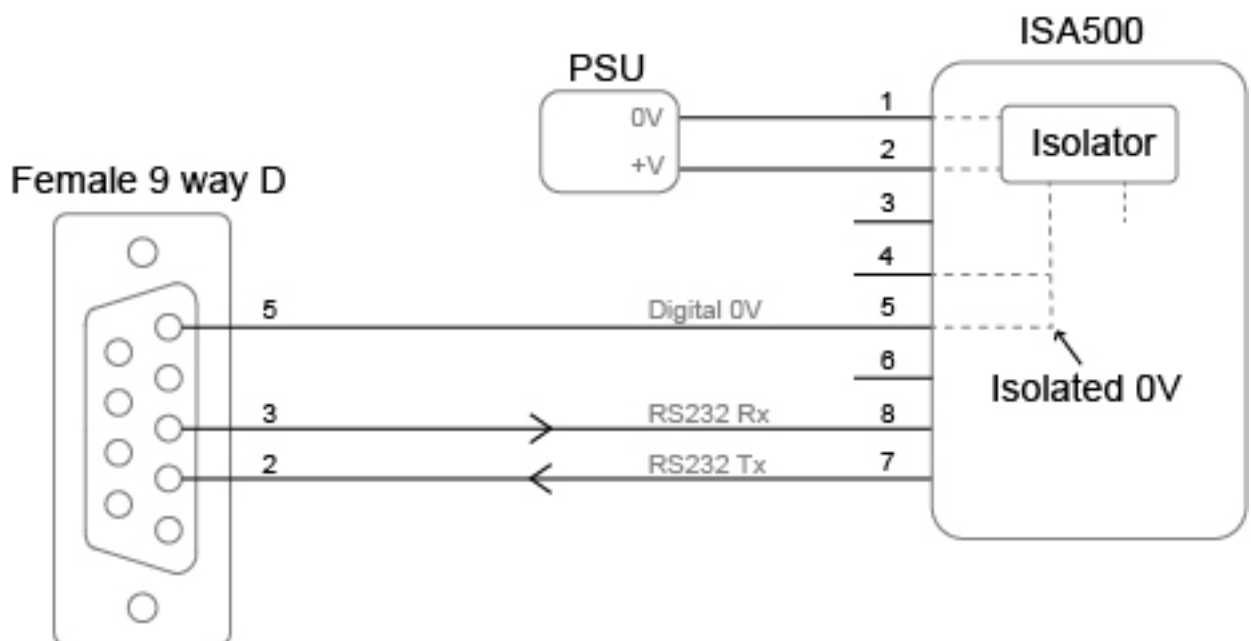 ISA500
PSU
0V
1
Isolator
+V
2
Female 9 way D
3
4
5
Digital 0V
5
6
Isolated 0V
3
RS232 Rx
8
2
RS232 Tx
7